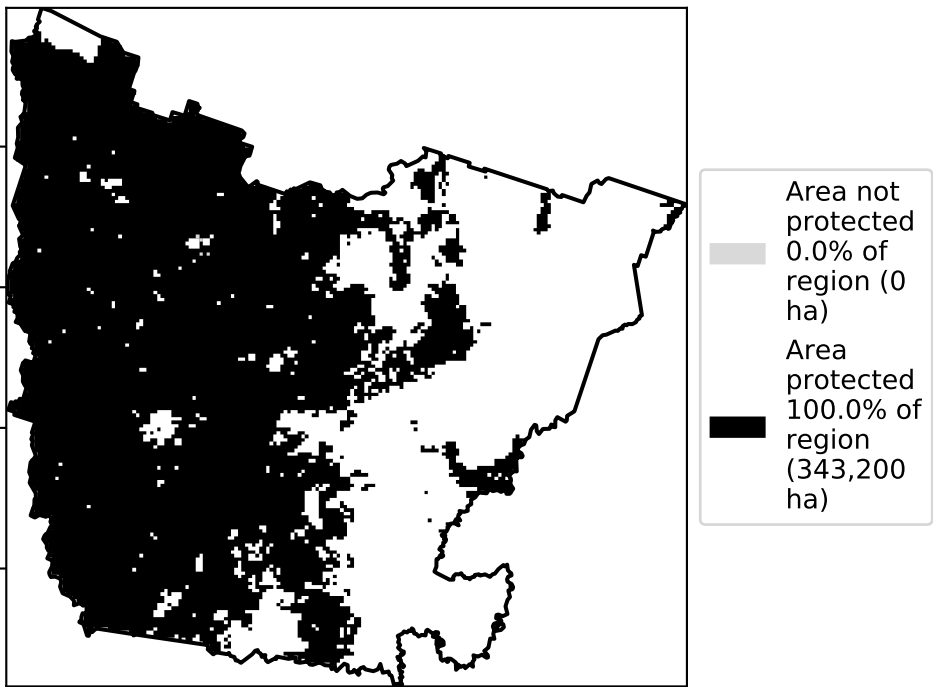 Area not
protected
0.0% of
region (0
ha)
Area
protected
100.0% of
region
(343,200
ha)